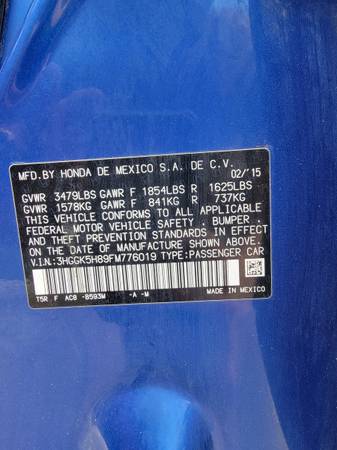 MFD.BY HONDA DE MEXICO S.A. DE C.V.
02/'15
GVWR 3479LBS GAWR F 1854LBS R 1625LBS
GVWR 1578KG GAWR F 841KG R 737KG
THIS VEHICLE CONFORMS TO ALL APPLICABLE
FEDERAL MOTOR VEHICLE SAFETY , BUMPER ,
AND THEFT PREVENTION STANDARDS IN EFFECT
ON THE DATE OF MANUFACTURE SHOWN ABOVE.
V.I.N.:3HGGK5H89FM776019 TYPE:PASSENGER CAR
T5R F AC8 -B593M -A -M MADE IN MEXICO